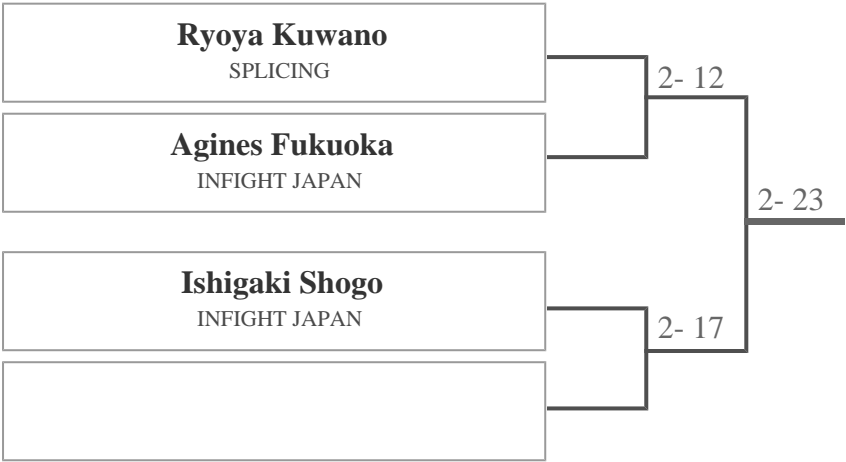 Ryoya Kuwano
SPLICING
2- 12
Agines Fukuoka
INFIGHT JAPAN
2- 23
Ishigaki Shogo
INFIGHT JAPAN
2- 17